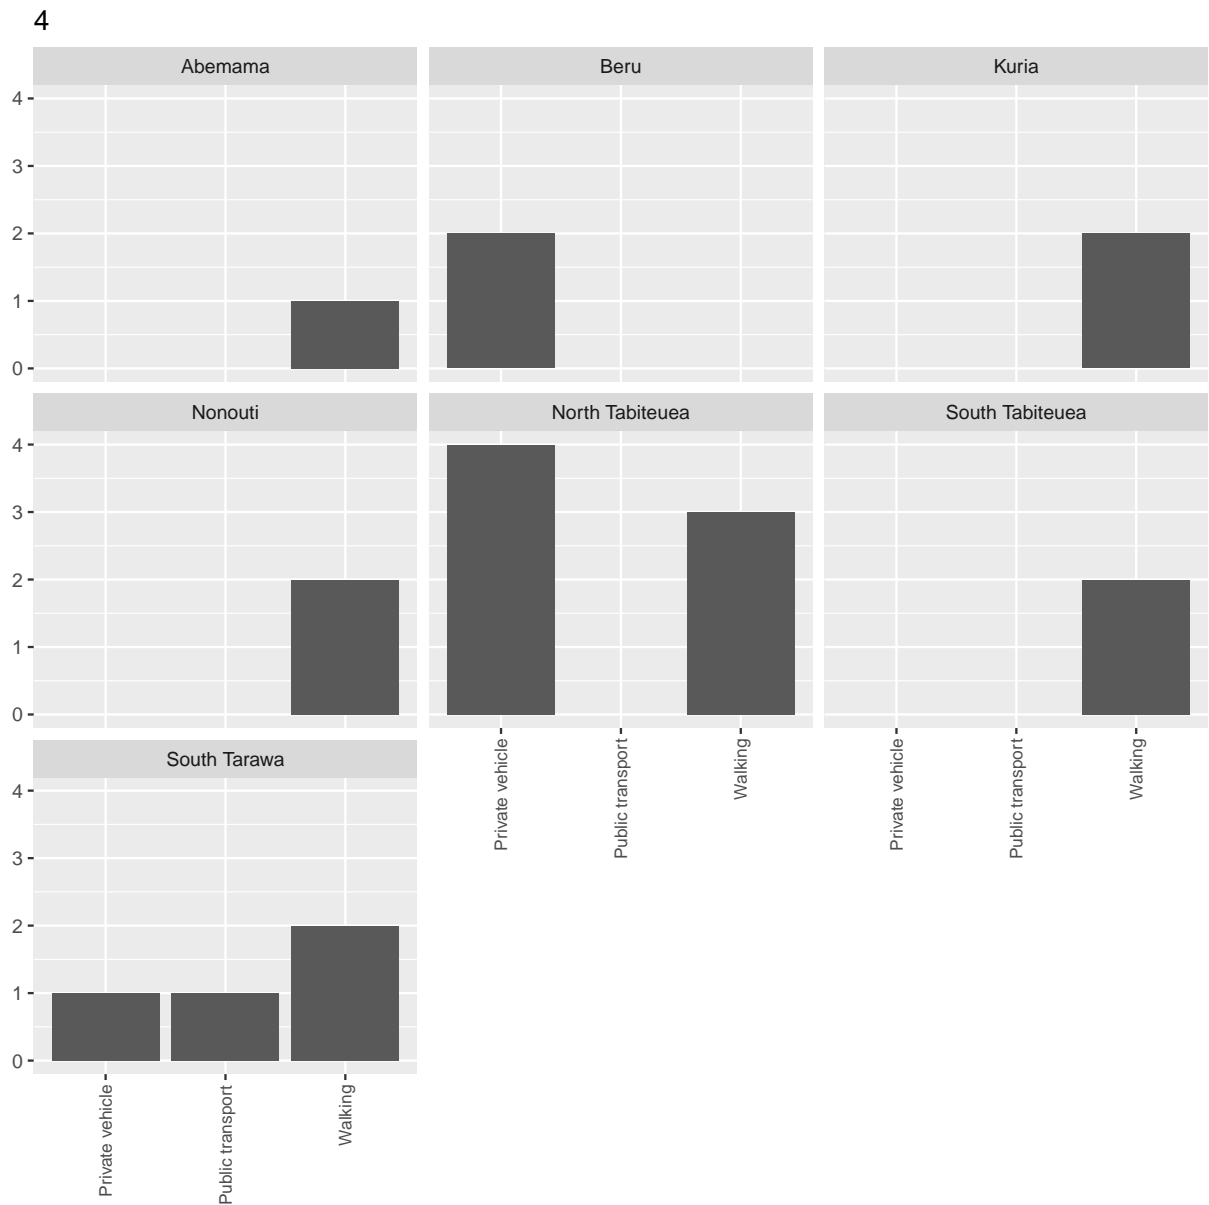 4
Abemama
Beru
Kuria
4
3
2
1
0
Nonouti
North Tabiteuea
South Tabiteuea
4
3
2
1
0
Private vehicle
Public transport
Walking
Private vehicle
Public transport
Walking
South Tarawa
4
3
2
1
0
Private vehicle
Public transport
Walking